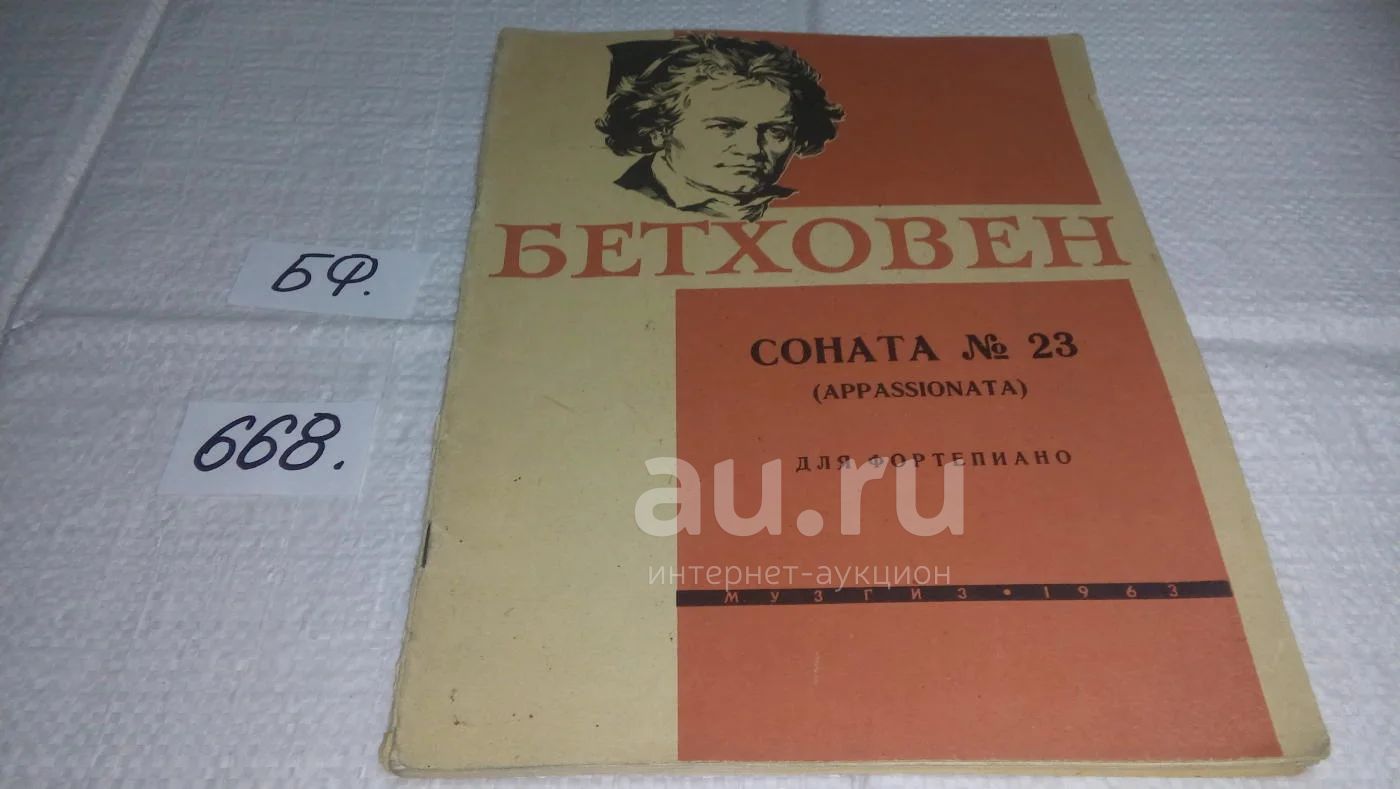 БЕТХОВЕН
БФ.
СОНАТА № 23
(APPASSIONATA)
668.
ДЛЯ ФОРТЕПИАНО
au.ru
интернет-аукцион
МУЗГИЗ • 1963